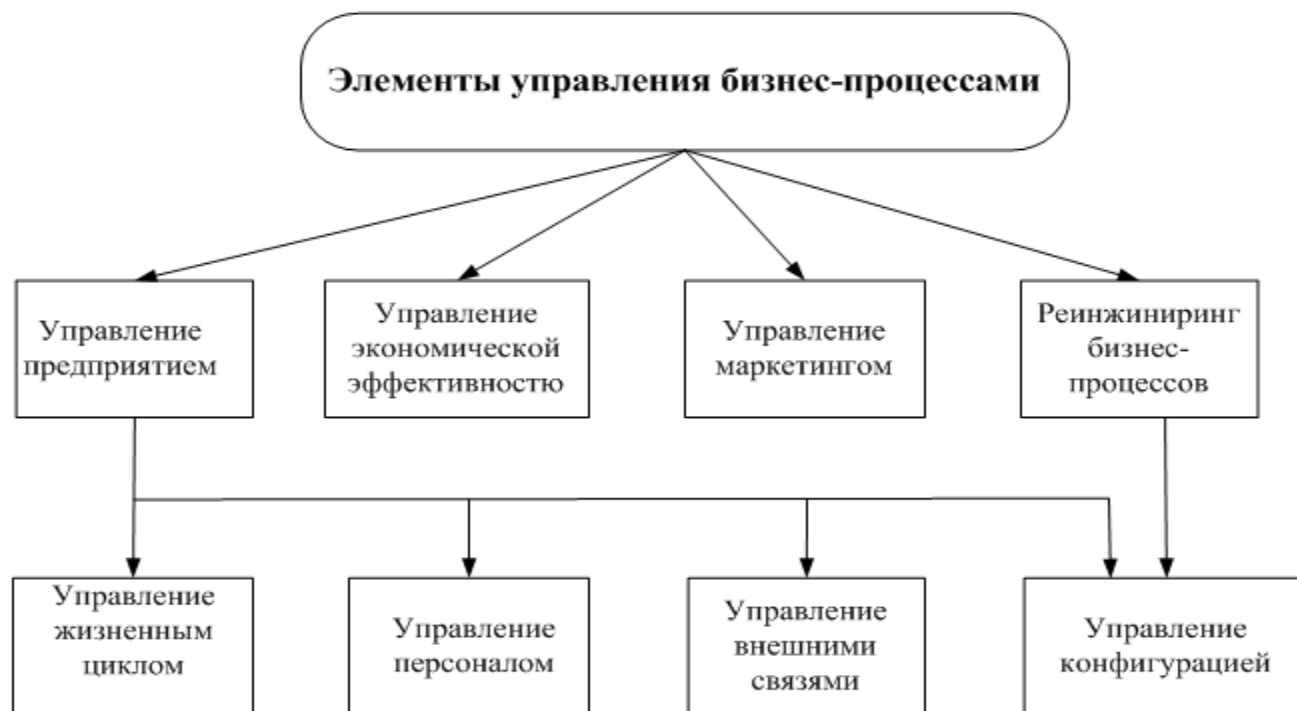 Элементы управления бизнес-процессами
Управление
предприятием
Управление
экономической
эффективностю
Управление
маркетингом
Реинжиниринг
бизнес-
процессов
Управление
жизненным
циклом
Управление
персоналом
Управление
внешними
связями
Управление
конфигурацией